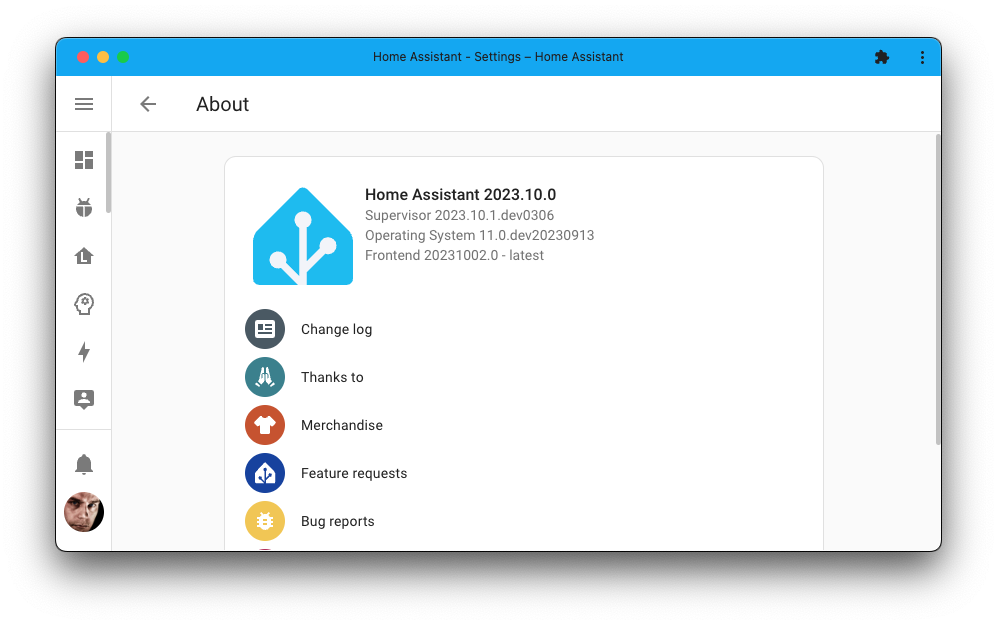 Home Assistant - Settings – Home Assistant
About
Home Assistant 2023.10.0
Supervisor 2023.10.1.dev0306
Operating System 11.0.dev20230913
Frontend 20231002.0 - latest
Change log
Thanks to
Merchandise
Feature requests
Bug reports